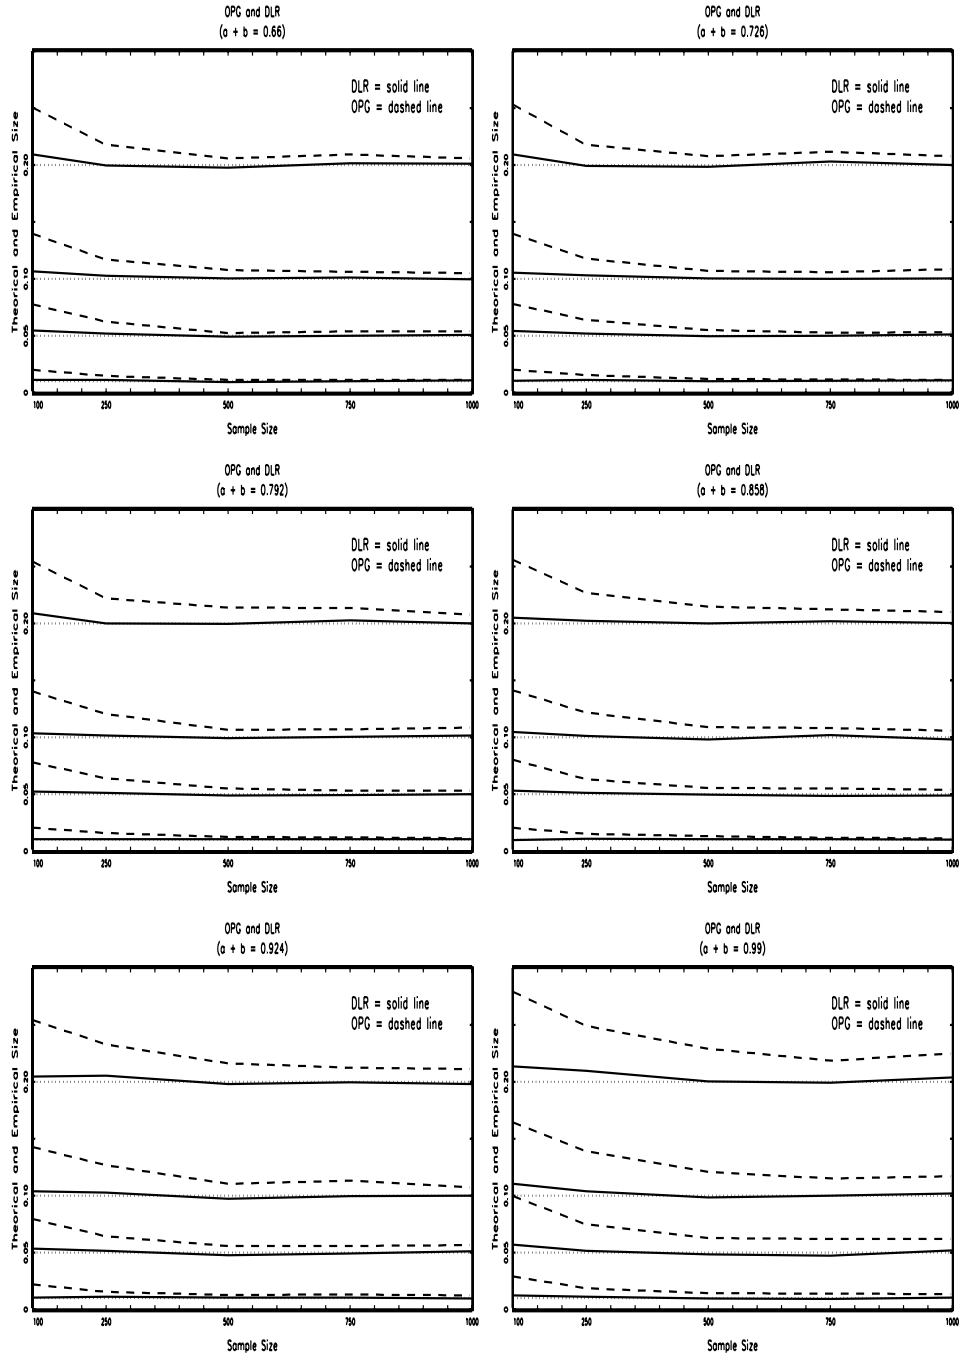 OPG and DLR
(a + b = 0.66)
DLR = solid line
OPG = dashed line
Theorical and Empirical Size
0.20
0.10
0.05
0
100 250 500 750 1000
Sample Size
OPG and DLR
(a + b = 0.726)
DLR = solid line
OPG = dashed line
Theorical and Empirical Size
0.20
0.10
0.05
0
100 250 500 750 1000
Sample Size
OPG and DLR
(a + b = 0.792)
DLR = solid line
OPG = dashed line
Theorical and Empirical Size
0.20
0.10
0.05
0
100 250 500 750 1000
Sample Size
OPG and DLR
(a + b = 0.858)
DLR = solid line
OPG = dashed line
Theorical and Empirical Size
0.20
0.10
0.05
0
100 250 500 750 1000
Sample Size
OPG and DLR
(a + b = 0.924)
DLR = solid line
OPG = dashed line
Theorical and Empirical Size
0.20
0.10
0.05
0
100 250 500 750 1000
Sample Size
OPG and DLR
(a + b = 0.99)
DLR = solid line
OPG = dashed line
Theorical and Empirical Size
0.20
0.10
0.05
0
100 250 500 750 1000
Sample Size